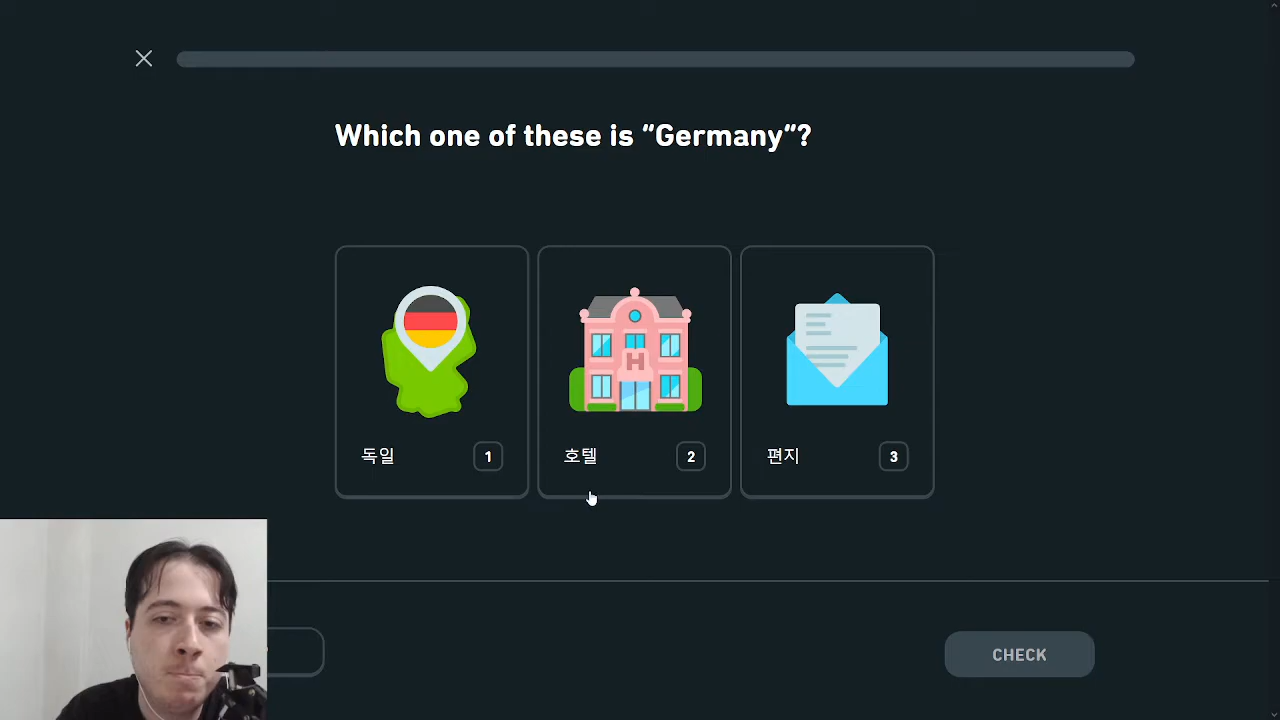 Which one of these is “Germany“?
H
독일 1
호텔 2
편지 3
CHECK